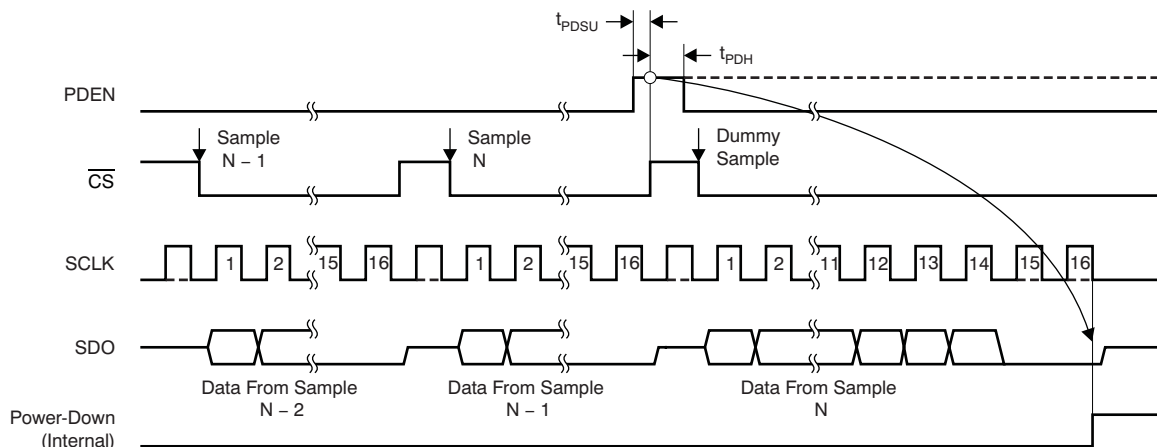 tPDSU
tPDH
PDEN
Sample
N – 1
Sample
N
Dummy
Sample
CS
SCLK
1 2 15 16 1 2 15 16 1 2 11 12 13 14 15 16
SDO
Data From Sample
N – 2
Data From Sample
N – 1
Data From Sample
N
Power-Down
(Internal)